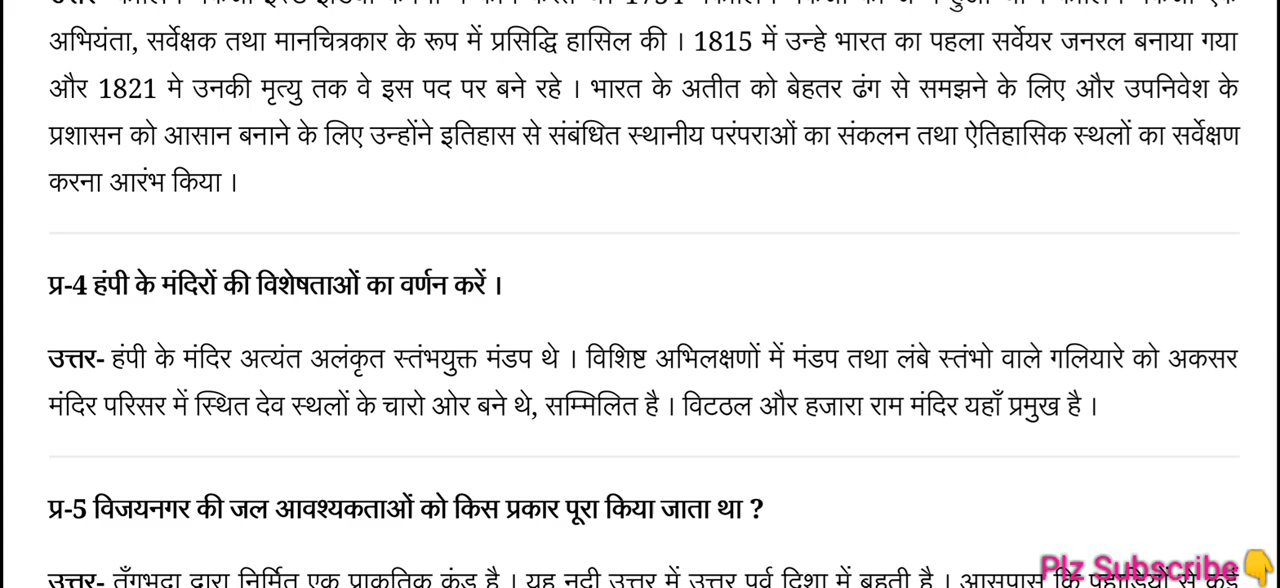 अभियंता, सर्वेक्षक तथा मानचित्रकार के रूप में प्रसिद्धि हासिल की । 1815 में उन्हे भारत का पहला सर्वेयर जनरल बनाया गया
और 1821 मे उनकी मृत्यु तक वे इस पद पर बने रहे । भारत के अतीत को बेहतर ढंग से समझने के लिए और उपनिवेश के
प्रशासन को आसान बनाने के लिए उन्होंने इतिहास से संबंधित स्थानीय परंपराओं का संकलन तथा ऐतिहासिक स्थलों का सर्वेक्षण
करना आरंभ किया ।
प्र-4 हंपी के मंदिरों की विशेषताओं का वर्णन करें ।
उत्तर- हंपी के मंदिर अत्यंत अलंकृत स्तंभयुक्त मंडप थे । विशिष्ट अभिलक्षणों में मंडप तथा लंबे स्तंभो वाले गलियारे को अकसर
मंदिर परिसर में स्थित देव स्थलों के चारो ओर बने थे, सम्मिलित है । विटठल और हजारा राम मंदिर यहाँ प्रमुख है ।
प्र-5 विजयनगर की जल आवश्यकताओं को किस प्रकार पूरा किया जाता था ?
उत्तर- तुँगभद्रा द्वारा निर्मित एक प्राकृतिक कुंड है । यह नदी उत्तर में उत्तर पूर्व दिशा में बहती है । आसपास कि पहाड़ियों से कई
Plz Subscribe👇